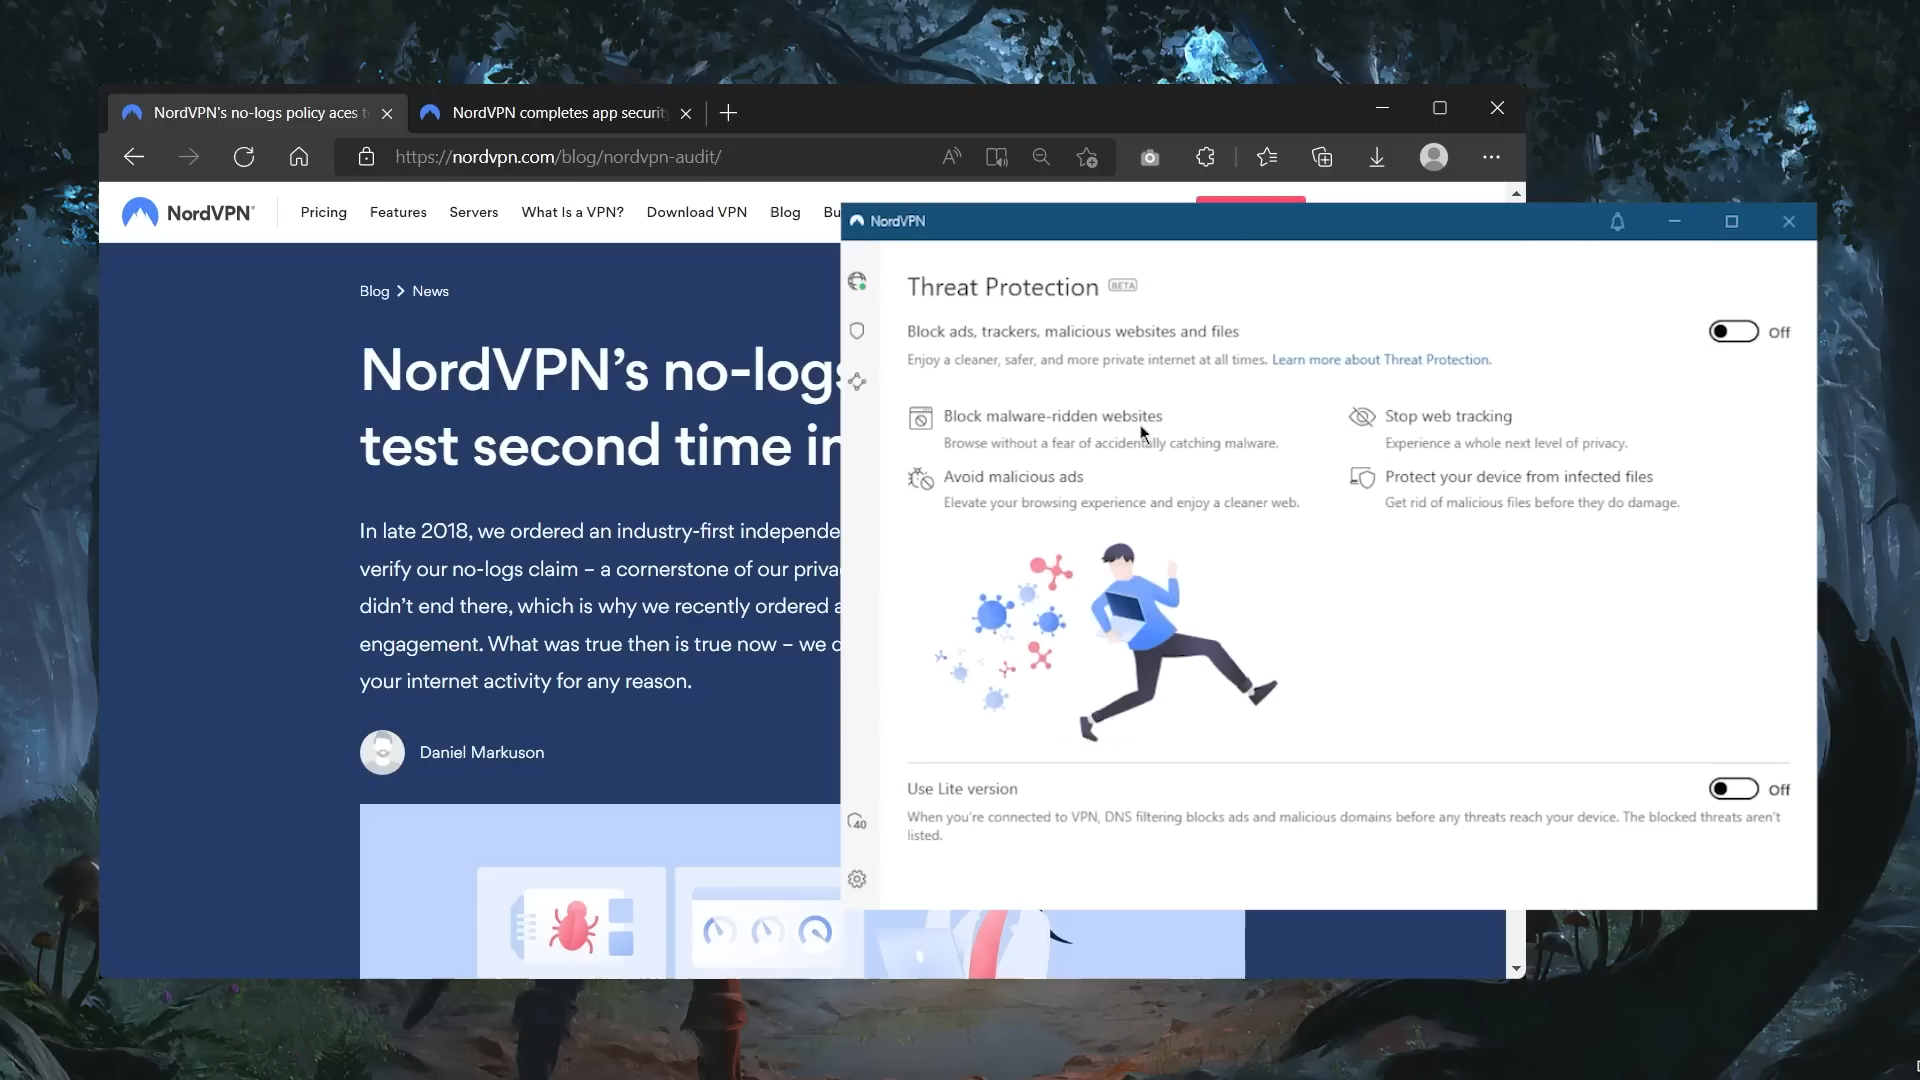 NordVPN's no-logs policy aces t
NordVPN completes app securit
https://nordvpn.com/blog/nordvpn-audit/
NordVPN®
Pricing
Features
Servers
What Is a VPN?
Download VPN
Blog
Bu
Blog
News
NordVPN’s no-logs
test second time in
In late 2018, we ordered an industry-first independe
verify our no-logs claim – a cornerstone of our priva
didn’t end there, which is why we recently ordered a
engagement. What was true then is true now – we d
your internet activity for any reason.
Daniel Markuson
NordVPN
Threat Protection BETA
Block ads, trackers, malicious websites and files
Off
Enjoy a cleaner, safer, and more private internet at all times. Learn more about Threat Protection.
Block malware-ridden websites
Browse without a fear of accidentally catching malware.
Stop web tracking
Experience a whole next level of privacy.
Avoid malicious ads
Elevate your browsing experience and enjoy a cleaner web.
Protect your device from infected files
Get rid of malicious files before they do damage.
Use Lite version
Off
When you're connected to VPN, DNS filtering blocks ads and malicious domains before any threats reach your device. The blocked threats aren't
listed.
40